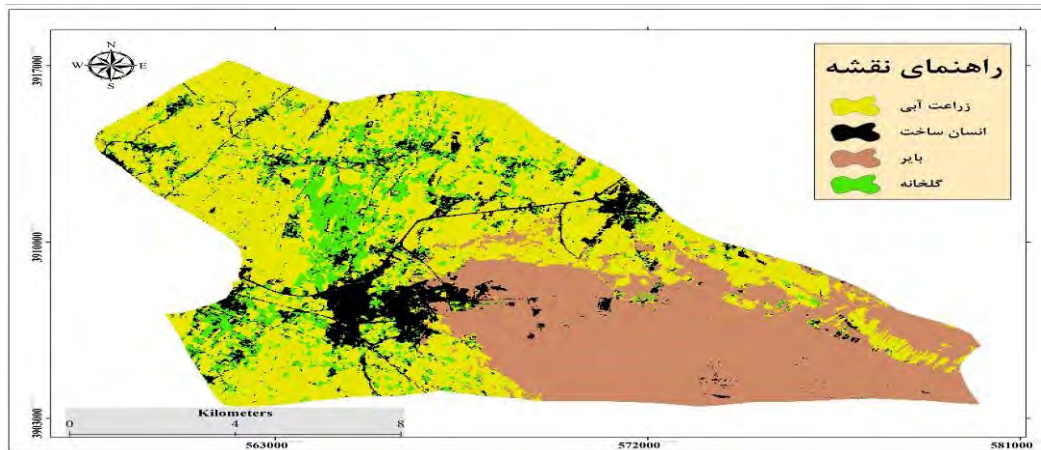 N
W E
S
راهنمای نقشه
زراعت آبی
انسان ساخت
بایر
گلخانه
3917000
3910000
3903000
Kilometers
0 4 8
563000 572000 581000